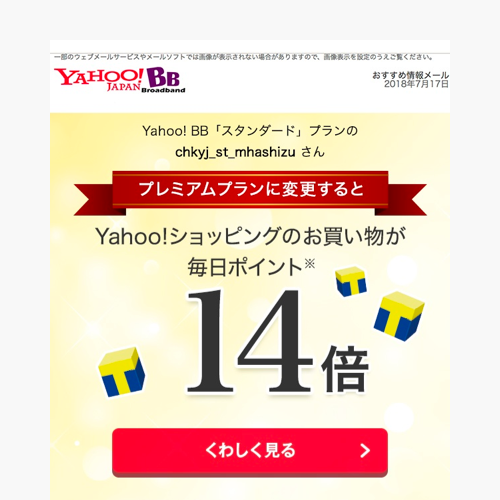 一部のウェブメールサービスやメールソフトでは画像が表示されない場合がありますので、画像表示を設定のうえご覧ください。
YAHOO! BB
JAPAN Broadband
おすすめ情報メール
2018年7月17日
Yahoo! BB「スタンダード」プランの
chkyj_st_mhashizu さん
プレミアムプランに変更すると
Yahoo!ショッピングのお買い物が
毎日ポイント※
14倍
T
T
T
くわしく見る